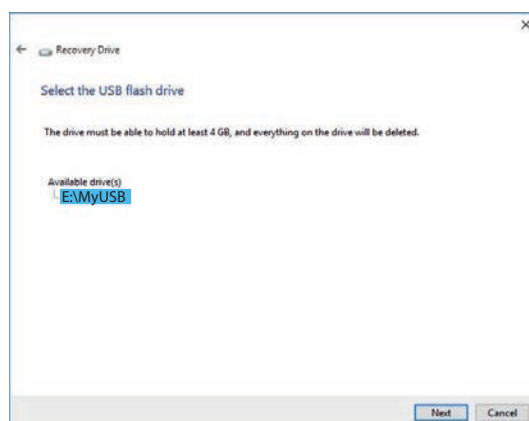 Recovery Drive
Select the USB flash drive
The drive must be able to hold at least 4 GB, and everything on the drive will be deleted.
Available drive(s)
E:\MyUSB
Next Cancel